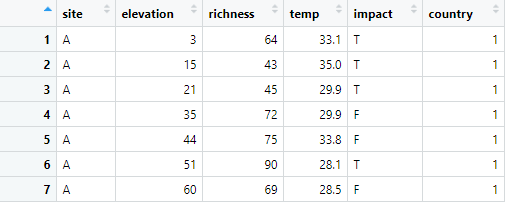 site elevation richness temp impact country
1 A 3 64 33.1 T 1
2 A 15 43 35.0 T 1
3 A 21 45 29.9 T 1
4 A 35 72 29.9 F 1
5 A 44 75 33.8 F 1
6 A 51 90 28.1 T 1
7 A 60 69 28.5 F 1